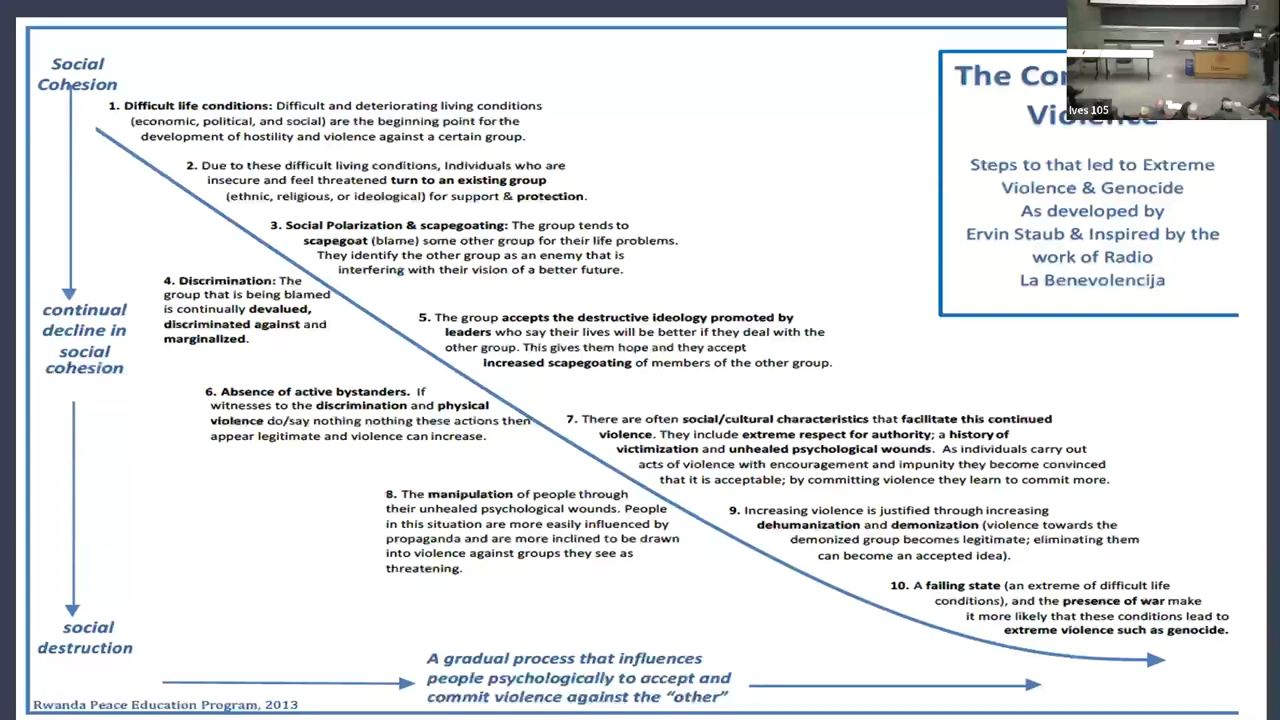 Social
Cohesion
1. Difficult life conditions: Difficult and deteriorating living conditions
(economic, political, and social) are the beginning point for the
development of hostility and violence against a certain group.
2. Due to these difficult living conditions, Individuals who are
insecure and feel threatened turn to an existing group
(ethnic, religious, or ideological) for support & protection.
3. Social Polarization & scapegoating: The group tends to
scapegoat (blame) some other group for their life problems.
They identify the other group as an enemy that is
interfering with their vision of a better future.
4. Discrimination: The
group that is being blamed
is continually devalued,
discriminated against and
marginalized.
continual
decline in
social
cohesion
5. The group accepts the destructive ideology promoted by
leaders who say their lives will be better if they deal with the
other group. This gives them hope and they accept
increased scapegoating of members of the other group.
6. Absence of active bystanders. If
witnesses to the discrimination and physical
violence do/say nothing nothing these actions then
appear legitimate and violence can increase.
7. There are often social/cultural characteristics that facilitate this continued
violence. They include extreme respect for authority; a history of
victimization and unhealed psychological wounds. As individuals carry out
acts of violence with encouragement and impunity they become convinced
that it is acceptable; by committing violence they learn to commit more.
8. The manipulation of people through
their unhealed psychological wounds. People
in this situation are more easily influenced by
propaganda and are more inclined to be drawn
into violence against groups they see as
threatening.
9. Increasing violence is justified through increasing
dehumanization and demonization (violence towards the
demonized group becomes legitimate; eliminating them
can become an accepted idea).
10. A failing state (an extreme of difficult life
conditions), and the presence of war make
it more likely that these conditions lead to
extreme violence such as genocide.
social
destruction
A gradual process that influences
people psychologically to accept and
commit violence against the "other"
Rwanda Peace Education Program, 2013
The
Ives 105
Steps to that led to Extreme
Violence & Genocide
As developed by
Ervin Staub & Inspired by the
work of Radio
La Benevolencija